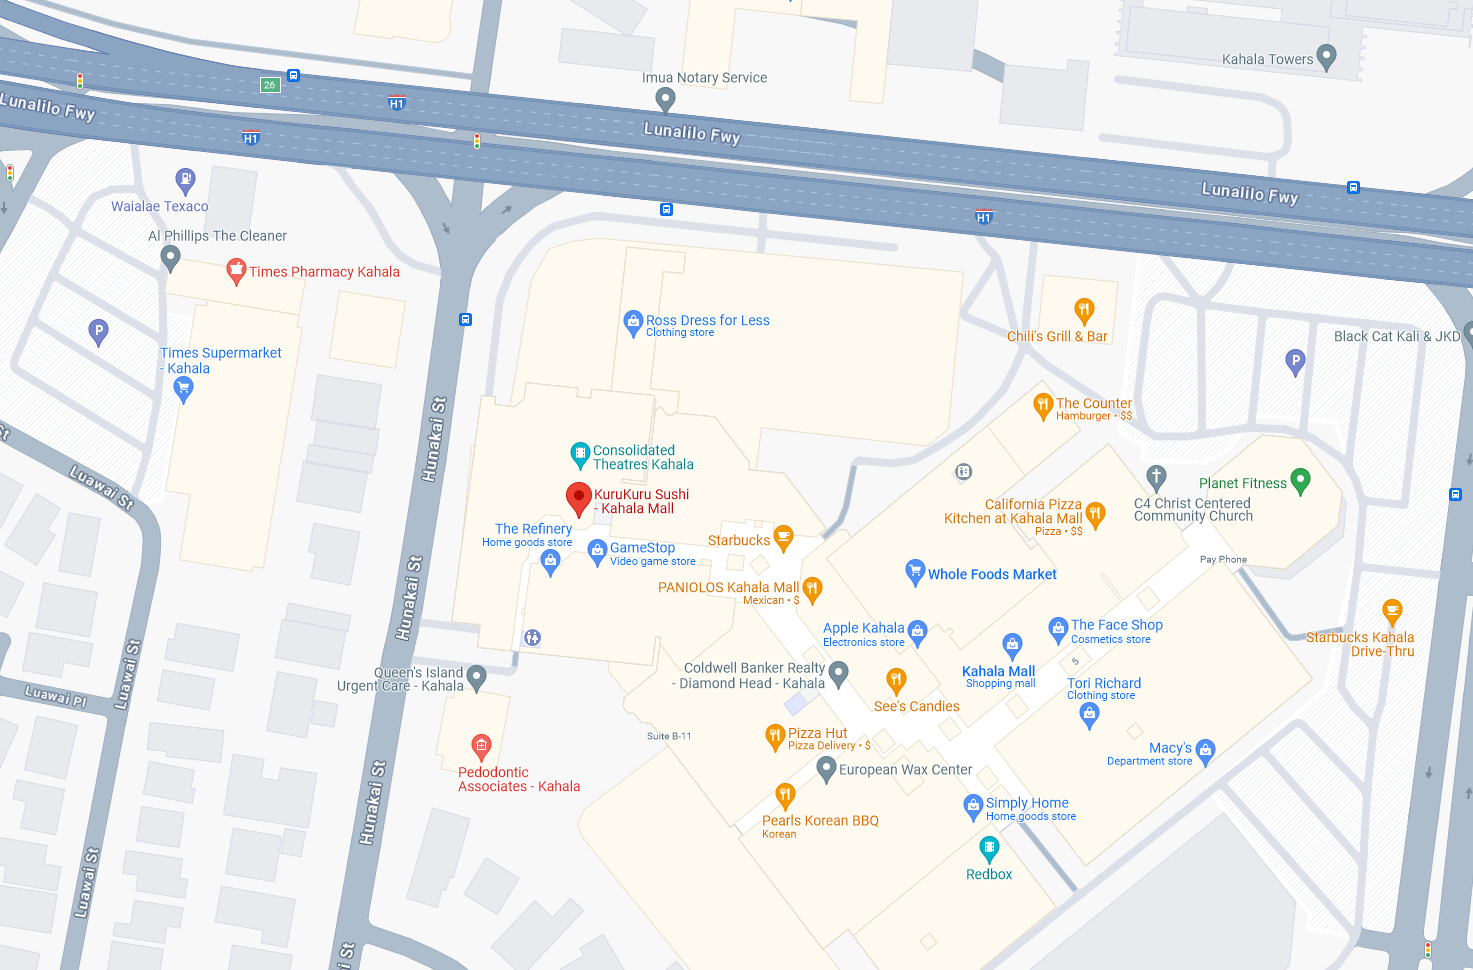 Kahala Towers
Imua Notary Service
26
H1
Lunalilo Fwy
Lunalilo Fwy
H1
Lunalilo Fwy
H1
Waialae Texaco
Al Phillips The Cleaner
Times Pharmacy Kahala
Ross Dress for Less
Clothing store
Chili's Grill & Bar
Black Cat Kali & JKD
P
P
Times Supermarket
- Kahala
The Counter
Hamburger • $$
Hunakai St
Consolidated
Theatres Kahala
KuruKuru Sushi
- Kahala Mall
St
Luawai St
Planet Fitness
C4 Christ Centered
Community Church
California Pizza
Kitchen at Kahala Mall
Pizza • $$
The Refinery
Home goods store
GameStop
Video game store
Starbucks
Pay Phone
Whole Foods Market
PANIOLOS Kahala Mall
Mexican • $
Hunakai St
Apple Kahala
Electronics store
The Face Shop
Cosmetics store
Starbucks Kahala
Drive-Thru
Luawai St
Queen's Island
Urgent Care - Kahala
Coldwell Banker Realty
- Diamond Head - Kahala
Kahala Mall
Shopping mall
S
Tori Richard
Clothing store
Luawai Pl
See's Candies
Suite B-11
Pizza Hut
Pizza Delivery • $
Macy's
Department store
Pedodontic
Associates - Kahala
European Wax Center
Hunakai St
Simply Home
Home goods store
Pearls Korean BBQ
Korean
Redbox
Luawai St
ai St